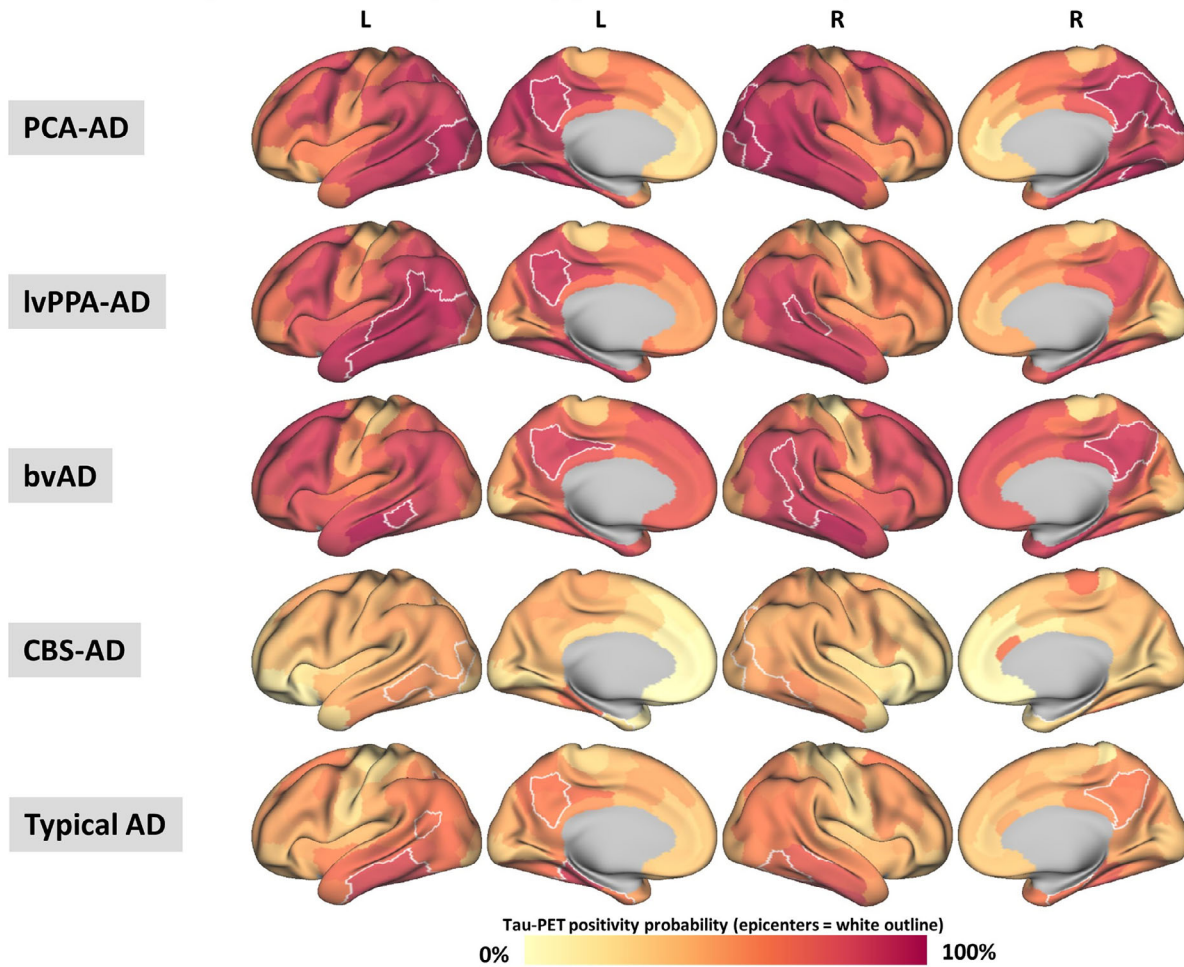 L L R R
PCA-AD
lvPPA-AD
bvAD
CBS-AD
Typical AD
Tau-PET positivity probability (epicenters = white outline)
0% 100%